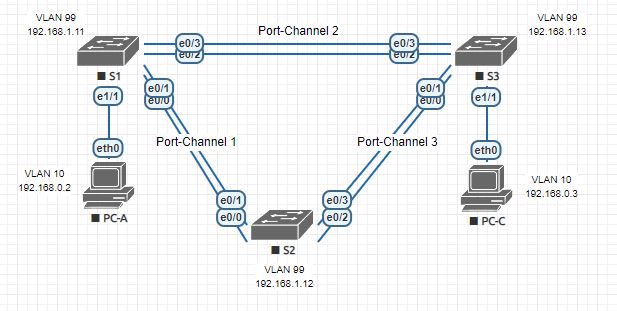 VLAN 99
192.168.1.11
Port-Channel 2
VLAN 99
192.168.1.13
e0/3
e0/2
e0/3
e0/2
S1
S3
e0/1
e0/0
e0/1
e0/0
e1/1
e1/1
Port-Channel 1
Port-Channel 3
eth0
eth0
VLAN 10
192.168.0.2
VLAN 10
192.168.0.3
PC-A
PC-C
e0/1
e0/0
e0/3
e0/2
S2
VLAN 99
192.168.1.12